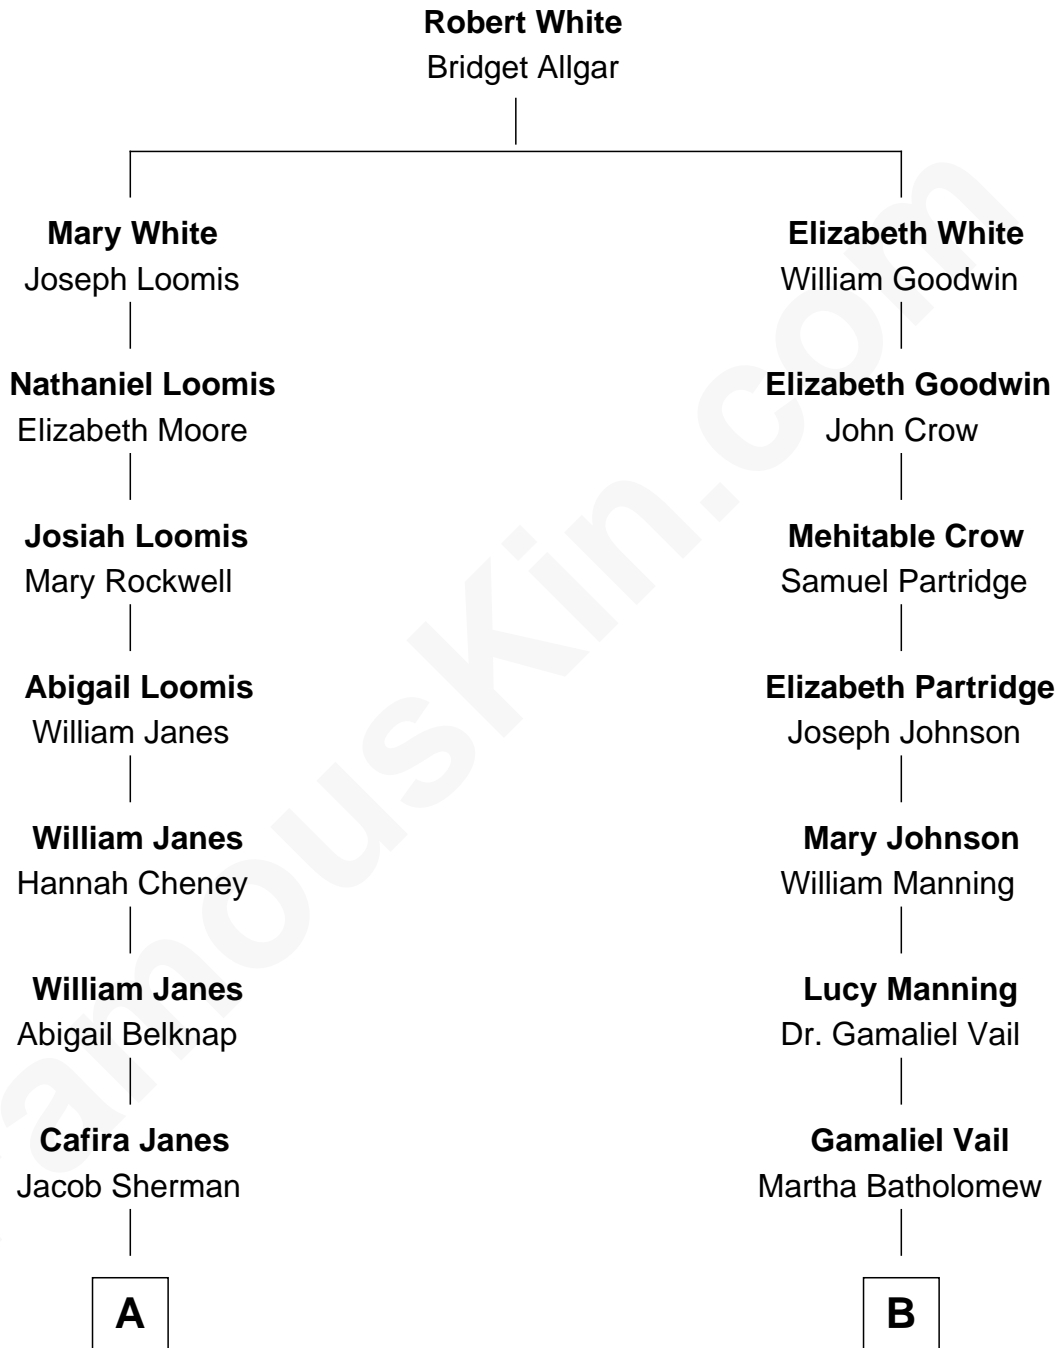 Robert White
Bridget Allgar
Mary White
Joseph Loomis
Elizabeth White
William Goodwin
Nathaniel Loomis
Elizabeth Moore
Elizabeth Goodwin
John Crow
Josiah Loomis
Mary Rockwell
Mehitable Crow
Samuel Partridge
Abigail Loomis
William Janes
Elizabeth Partridge
Joseph Johnson
William Janes
Hannah Cheney
Mary Johnson
William Manning
William Janes
Abigail Belknap
Lucy Manning
Dr. Gamaliel Vail
Cafira Janes
Jacob Sherman
Gamaliel Vail
Martha Batholomew
A
B
amouskin.com